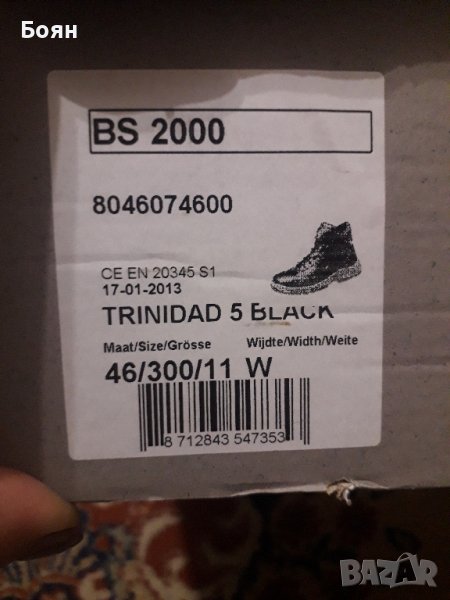 Боян
BS 2000
8046074600
CE EN 20345 S1
17-01-2013
TRINIDAD 5 BLACK
Maat/Size/Grösse Wijdte/Width/Weite
46/300/11 W
8 712843 547353
BAZAR